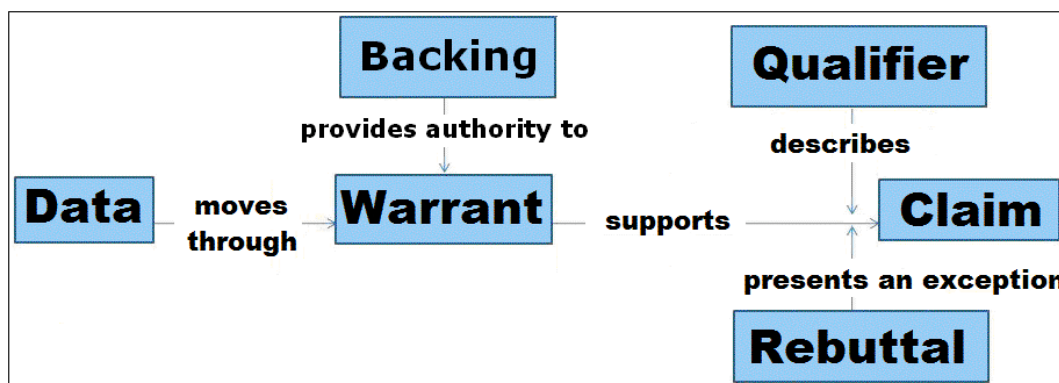 Backing
Qualifier
provides authority to
describes
Data
moves
through
Warrant
supports
Claim
presents an exception
Rebuttal